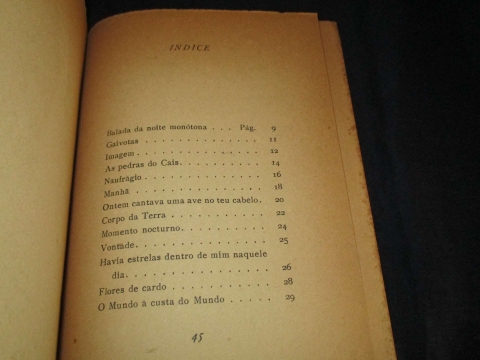 INDICE
Balada da noite monótona . . . Pág. 9
Gaivotas . . . . . . . . . . . . . 11
Imagem . . . . . . . . . . . . . 12
As pedras do Cais. . . . . . . . . . 14
Naufrágio . . . . . . . . . . . . . 16
Manhã . . . . . . . . . . . . . . 18
Ontem cantava uma ave no teu cabelo. 20
Corpo da Terra . . . . . . . . . . 22
Momento nocturno. . . . . . . . . . 24
Vontade. . . . . . . . . . . . . . 25
Havia estrelas dentro de mim naquele
dia. . . . . . . . . . . . . . . 26
Flores de cardo . . . . . . . . . . 28
O Mundo à custa do Mundo . . . . . 29
45